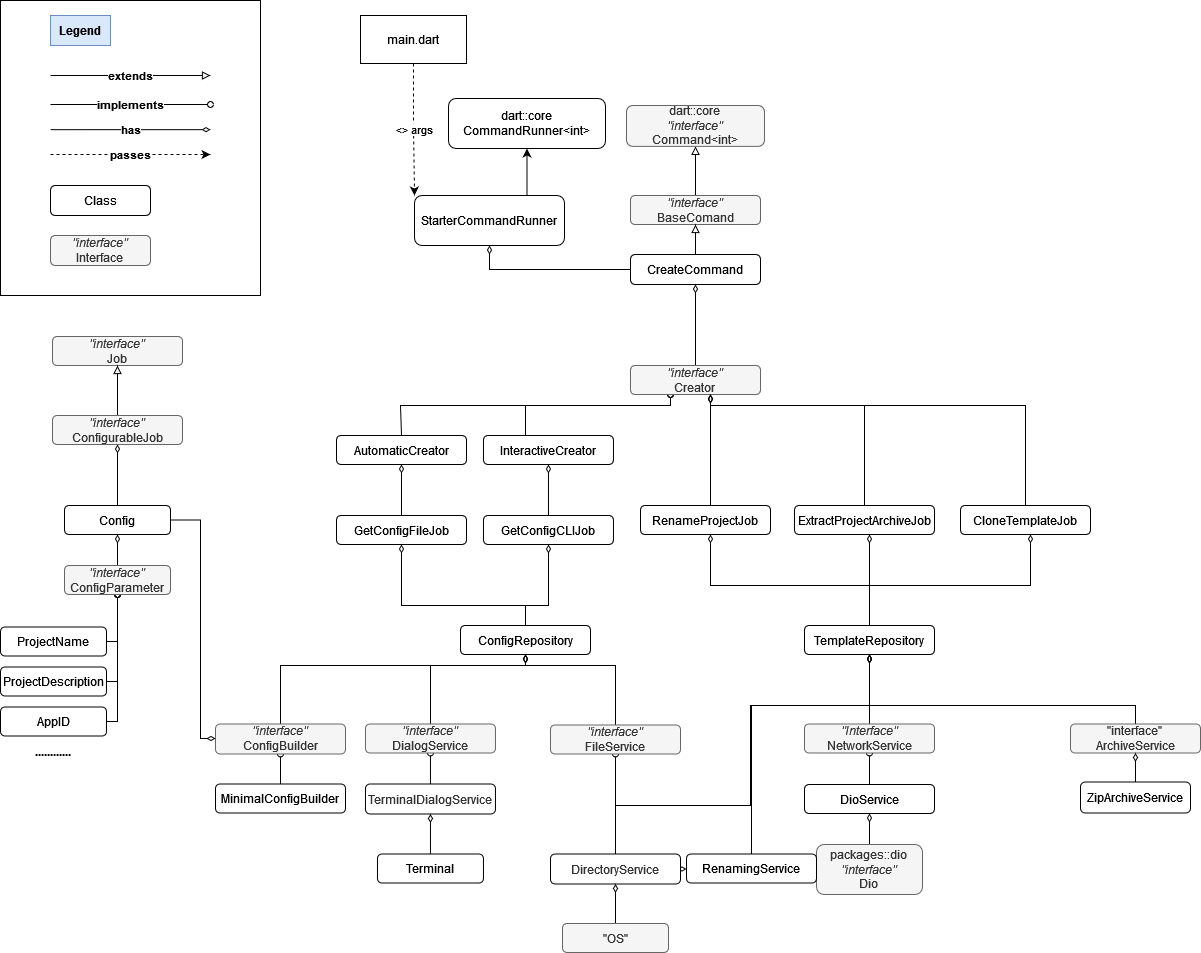 Legend
extends
implements
has
passes
Class
"interface"
Interface
main.dart
<> args
dart::core
CommandRunner<int>
dart::core
"interface"
Command<int>
StarterCommandRunner
"interface"
BaseComand
CreateCommand
"interface"
Job
"interface"
ConfigurableJob
Config
"interface"
ConfigParameter
ProjectName
ProjectDescription
AppID
............
"interface"
Creator
AutomaticCreator
InteractiveCreator
GetConfigFileJob
GetConfigCLIJob
RenameProjectJob
ExtractProjectArchiveJob
CloneTemplateJob
ConfigRepository
TemplateRepository
"interface"
ConfigBuilder
"interface"
DialogService
"interface"
FileService
"Interface"
NetworkService
"interface"
ArchiveService
MinimalConfigBuilder
TerminalDialogService
DioService
ZipArchiveService
Terminal
DirectoryService
RenamingService
packages::dio
"interface"
Dio
"OS"